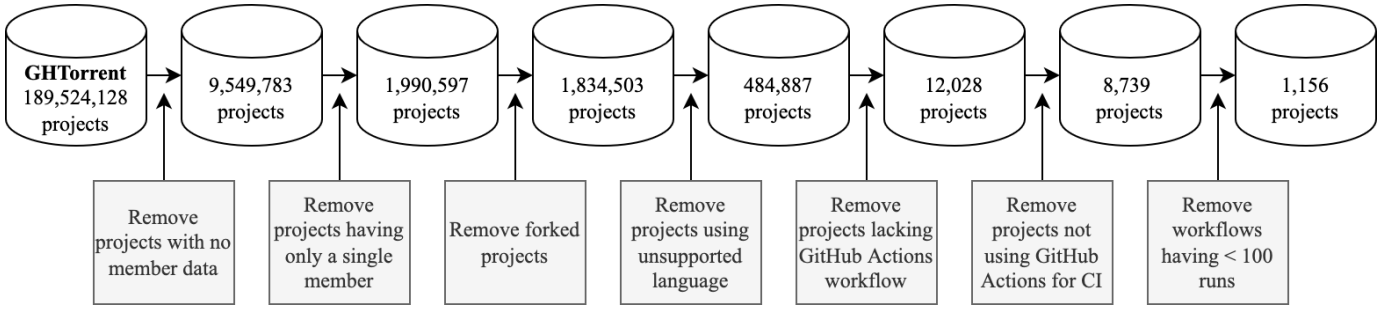 GHTorrent
189,524,128
projects
9,549,783
projects
1,990,597
projects
1,834,503
projects
484,887
projects
12,028
projects
8,739
projects
1,156
projects
Remove
projects with no
member data
Remove
projects having
only a single
member
Remove forked
projects
Remove
projects using
unsupported
language
Remove
projects lacking
GitHub Actions
workflow
Remove
projects not
using GitHub
Actions for CI
Remove
workflows
having < 100
runs